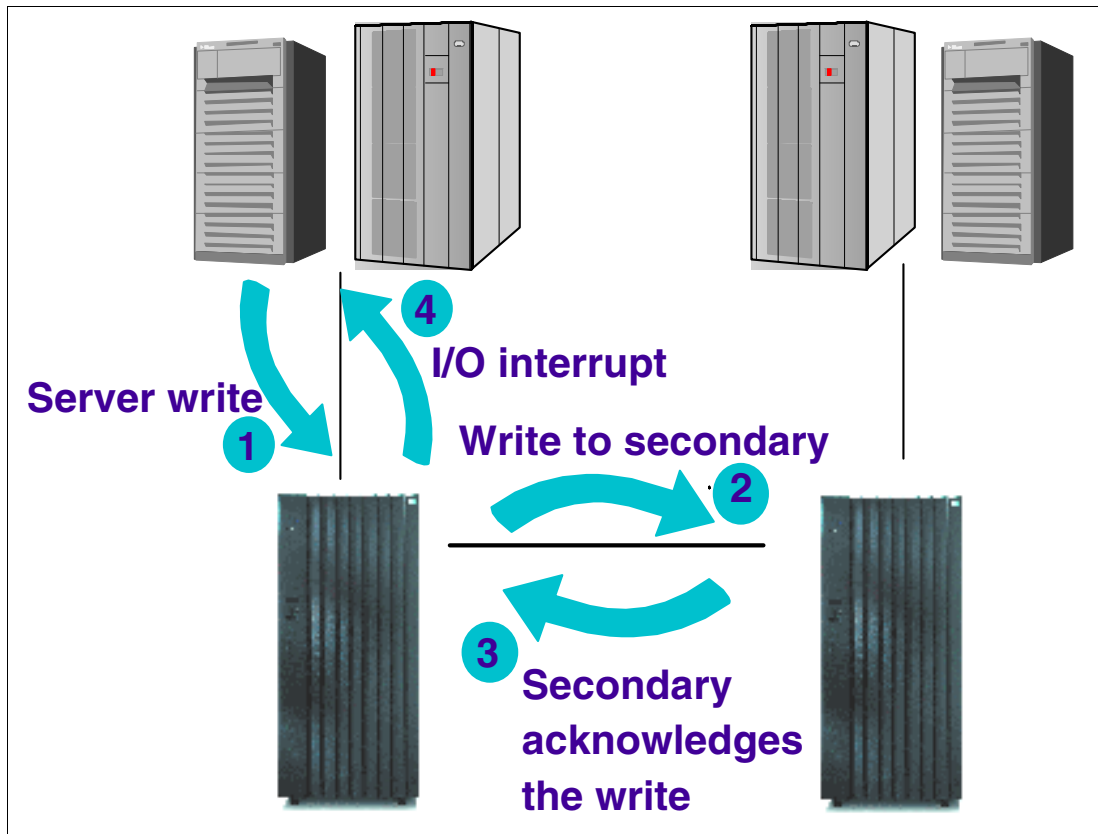 4
I/O interrupt
Server write
1
Write to secondary
2
3
Secondary
acknowledges
the write